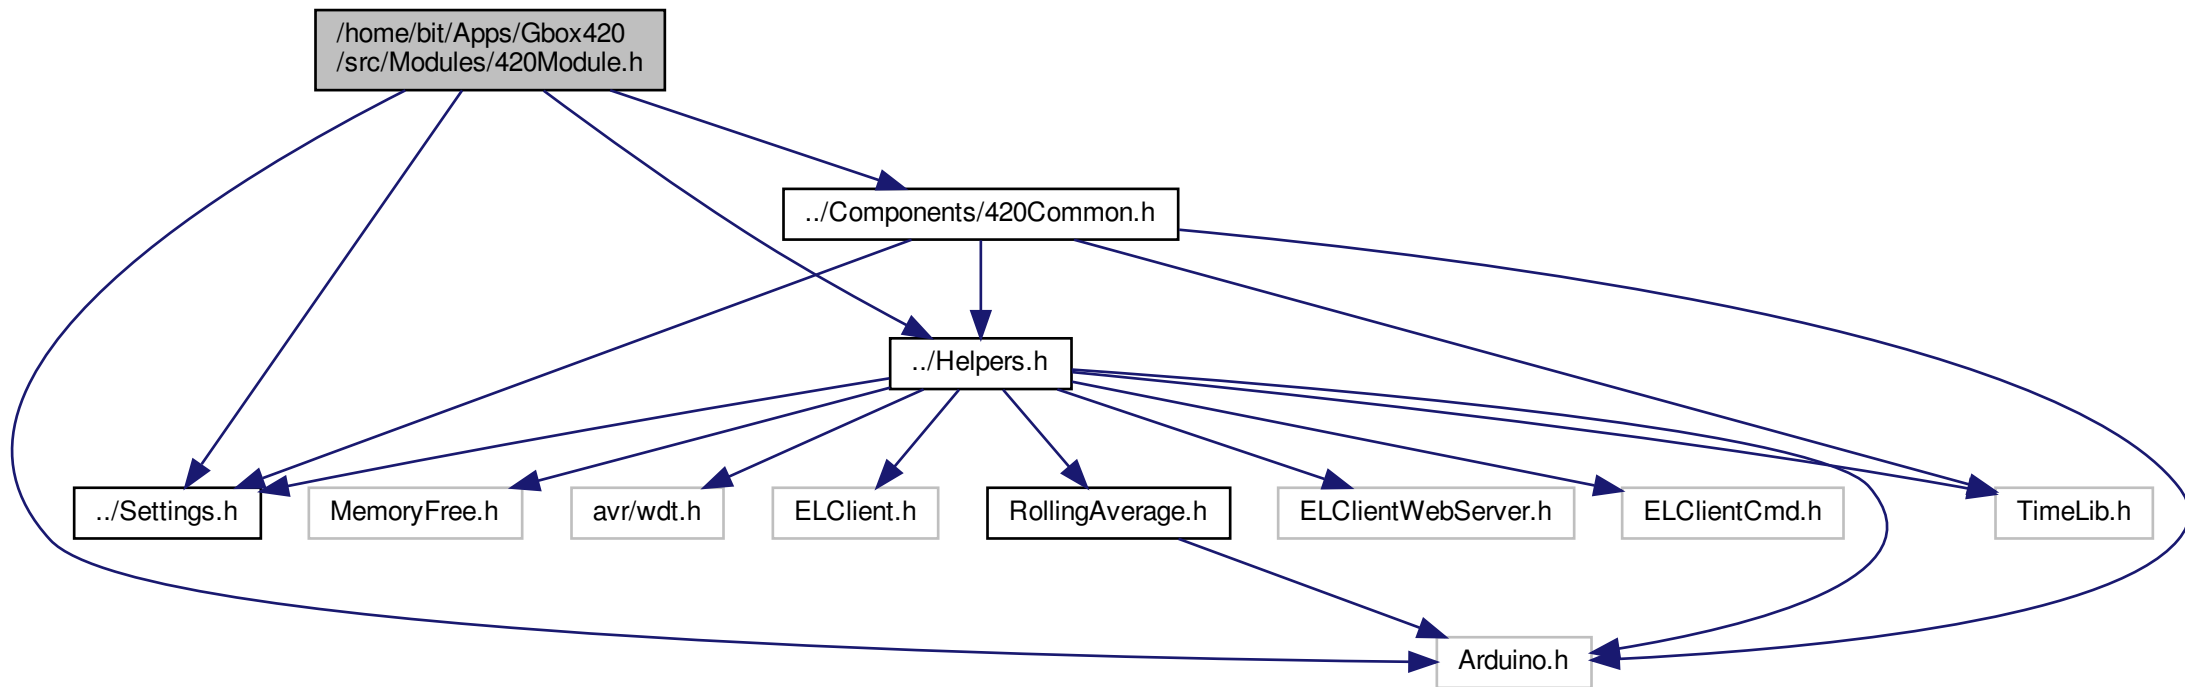 /home/bit/Apps/Gbox420
/src/Modules/420Module.h
../Components/420Common.h
../Helpers.h
../Settings.h
MemoryFree.h
avr/wdt.h
ELClient.h
RollingAverage.h
ELClientWebServer.h
ELClientCmd.h
TimeLib.h
Arduino.h